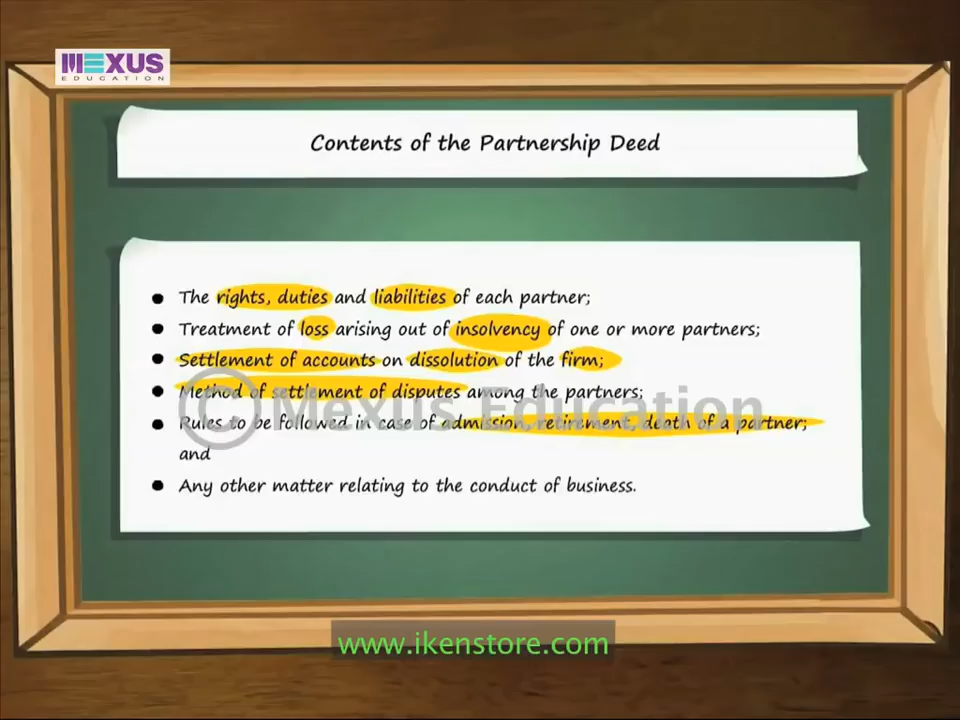 MEXUS
EDUCATION
Contents of the Partnership Deed
● The rights, duties and liabilities of each partner;
● Treatment of loss arising out of insolvency of one or more partners;
● Settlement of accounts on dissolution of the firm;
● Method of settlement of disputes among the partners;
● Rules to be followed in case of admission, retirement, death of a partner;
and
● Any other matter relating to the conduct of business.
© Mexus Education
www.ikenstore.com